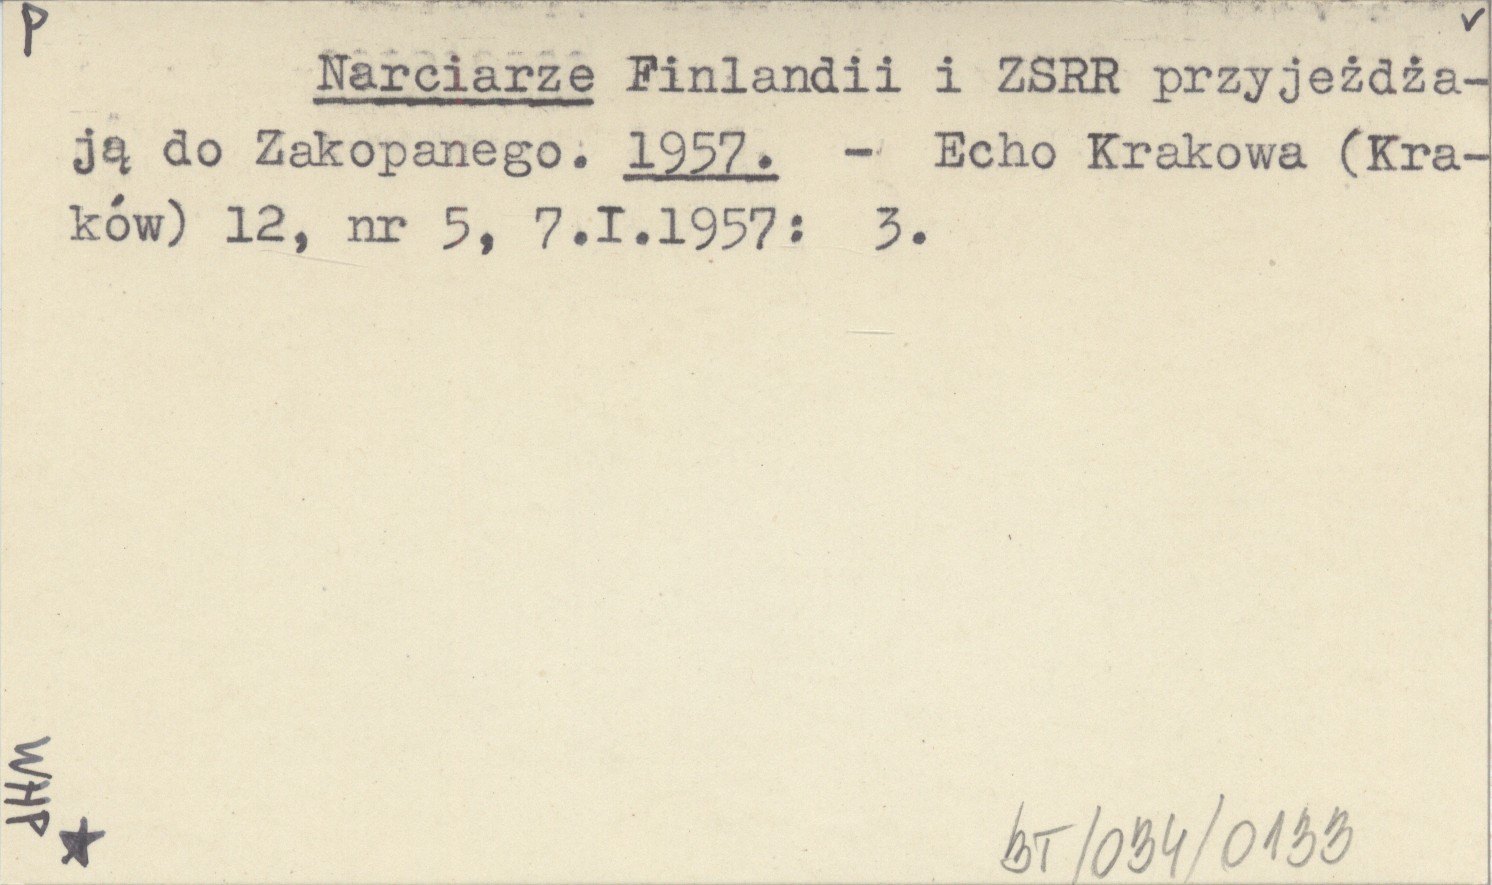 P
v
Narciarze Finlandii i ZSRR przyjeżdża-
ją do Zakopanego. 1957. - Echo Krakowa (Kra-
ków) 12, nr 5, 7.I.1957: 3.
WHP
BT/034/0133